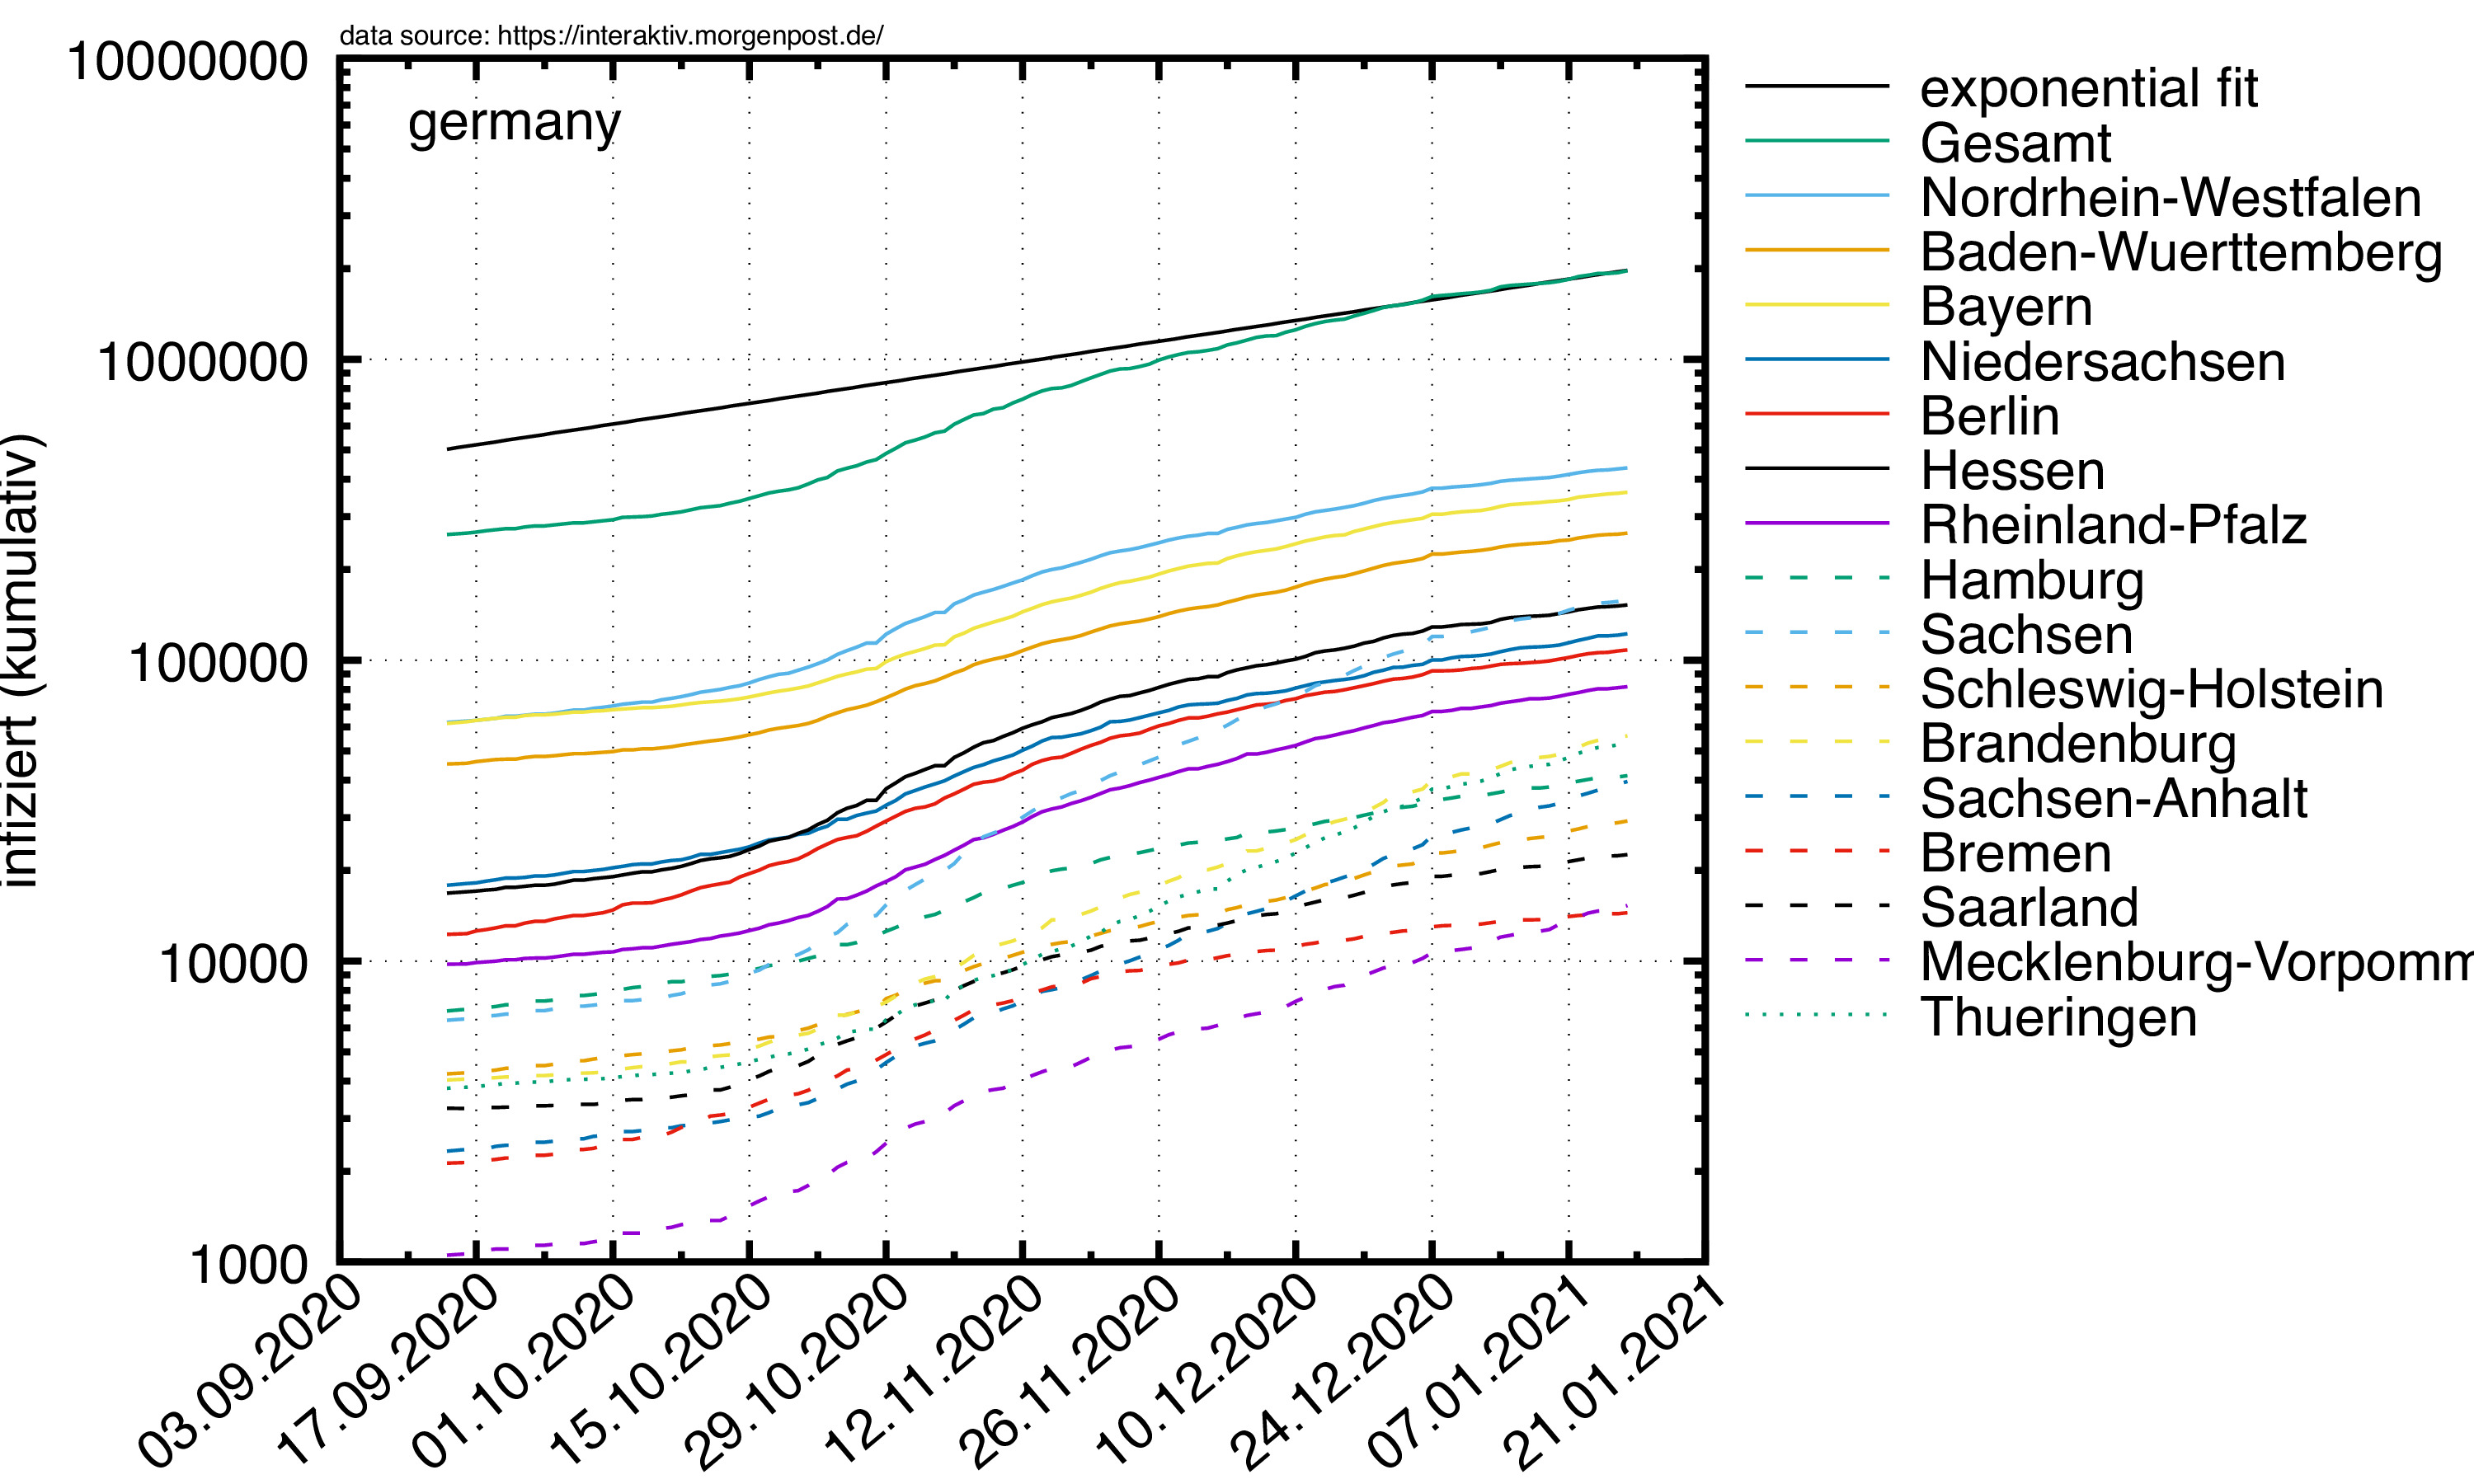 data source: https://interaktiv.morgenpost.de/
10000000
1000000
100000
10000
1000
infiziert (kumulativ)
germany
exponential fit
Gesamt
Nordrhein-Westfalen
Baden-Wuerttemberg
Bayern
Niedersachsen
Berlin
Hessen
Rheinland-Pfalz
Hamburg
Sachsen
Schleswig-Holstein
Brandenburg
Sachsen-Anhalt
Bremen
Saarland
Mecklenburg-Vorpomm
Thueringen
03.09.2020
17.09.2020
01.10.2020
15.10.2020
29.10.2020
12.11.2020
26.11.2020
10.12.2020
24.12.2020
07.01.2021
21.01.2021